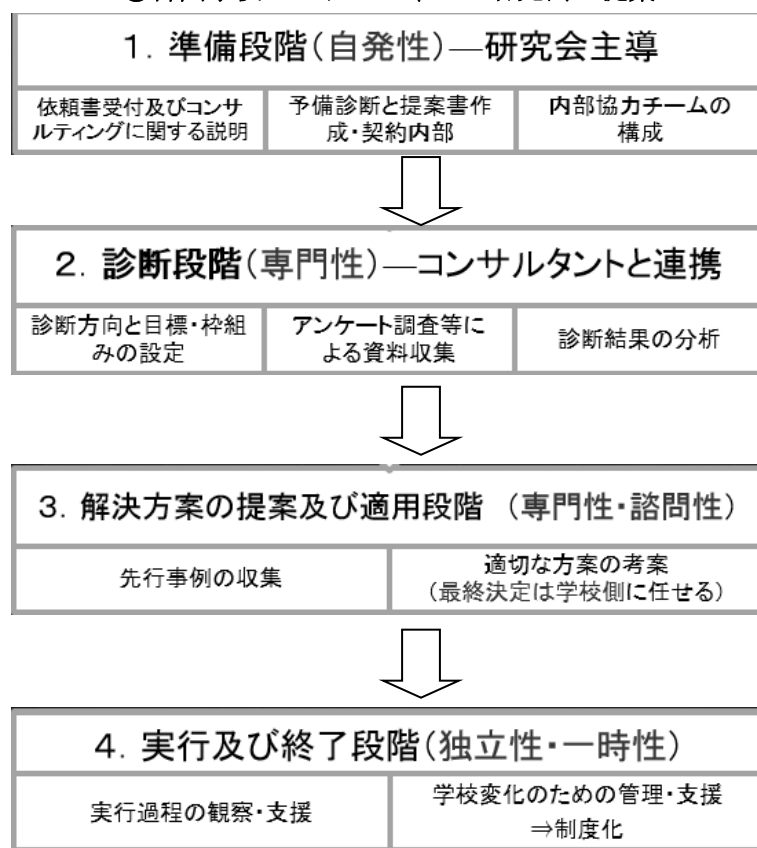 1. 準備段階(自発性)―研究会主導
依頼書受付及びコンサ
ルティングに関する説明
予備診断と提案書作
成・契約内部
内部協力チームの
構成
2. 診断段階(専門性)―コンサルタントと連携
診断方向と目標・枠組
みの設定
アンケート調査等に
よる資料収集
診断結果の分析
3. 解決方案の提案及び適用段階 (専門性・諮問性)
先行事例の収集
適切な方案の考案
(最終決定は学校側に任せる)
4. 実行及び終了段階(独立性・一時性)
実行過程の観察・支援
学校変化のための管理・支援
⇒制度化